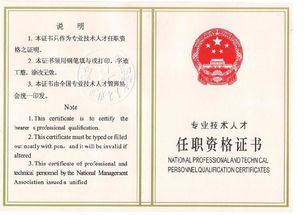 说 明
1. 本证书只作为专业技术人才任职资
格之证明。
2. 本证书须用钢笔填写或打印，字迹
工整，涂改无效。
3. 本证书由全国专业技术人才管理协
会统一印发。
Note
1.This certificate is to certify the
bearer s professional qualification.
2.This certificate must be typed or filled
out neatly with pen. and it will be invalid if
altered
3.This certificate of professional and
technical personnel by the National Management
Association issued a unified
专业技术人才
任职资格证书
NATIONAL PROFESSIONAL AND TECHNICAL
PERSONNEL QUALIFICATION CERTIFICATES